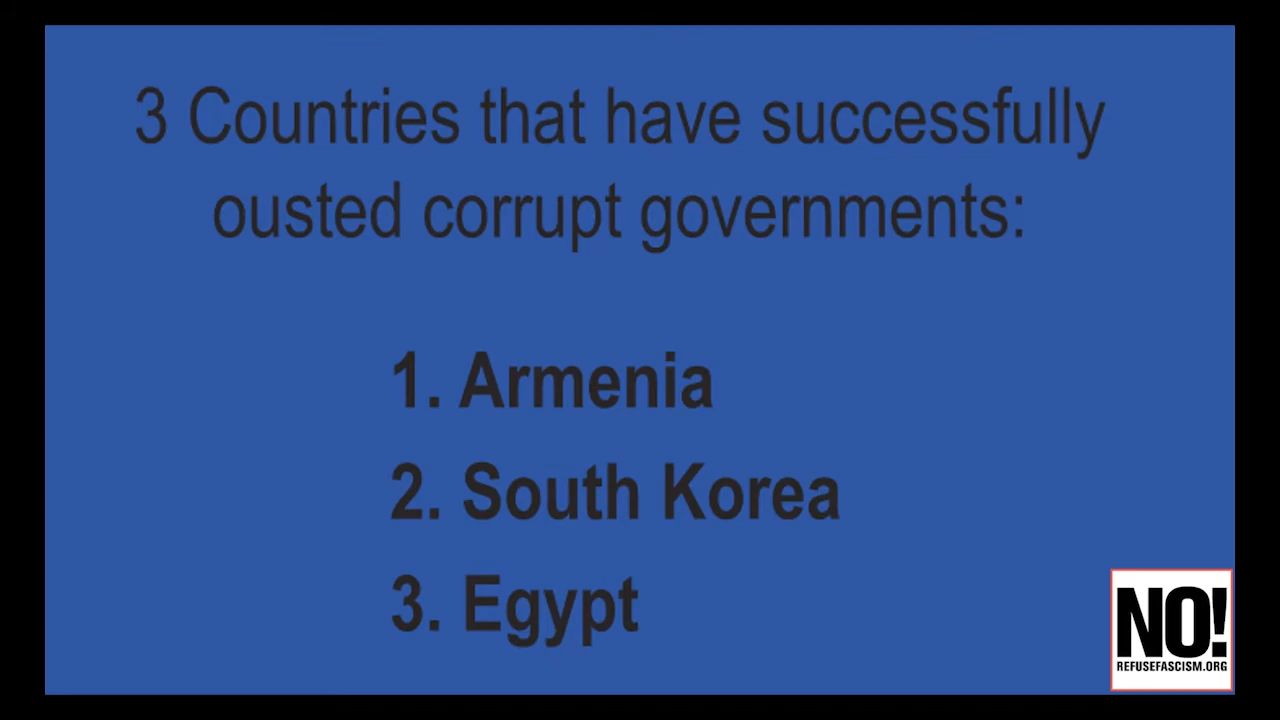 3 Countries that have successfully
ousted corrupt governments:
1. Armenia
2. South Korea
3. Egypt
NO!
REFUSEFASCISM.ORG